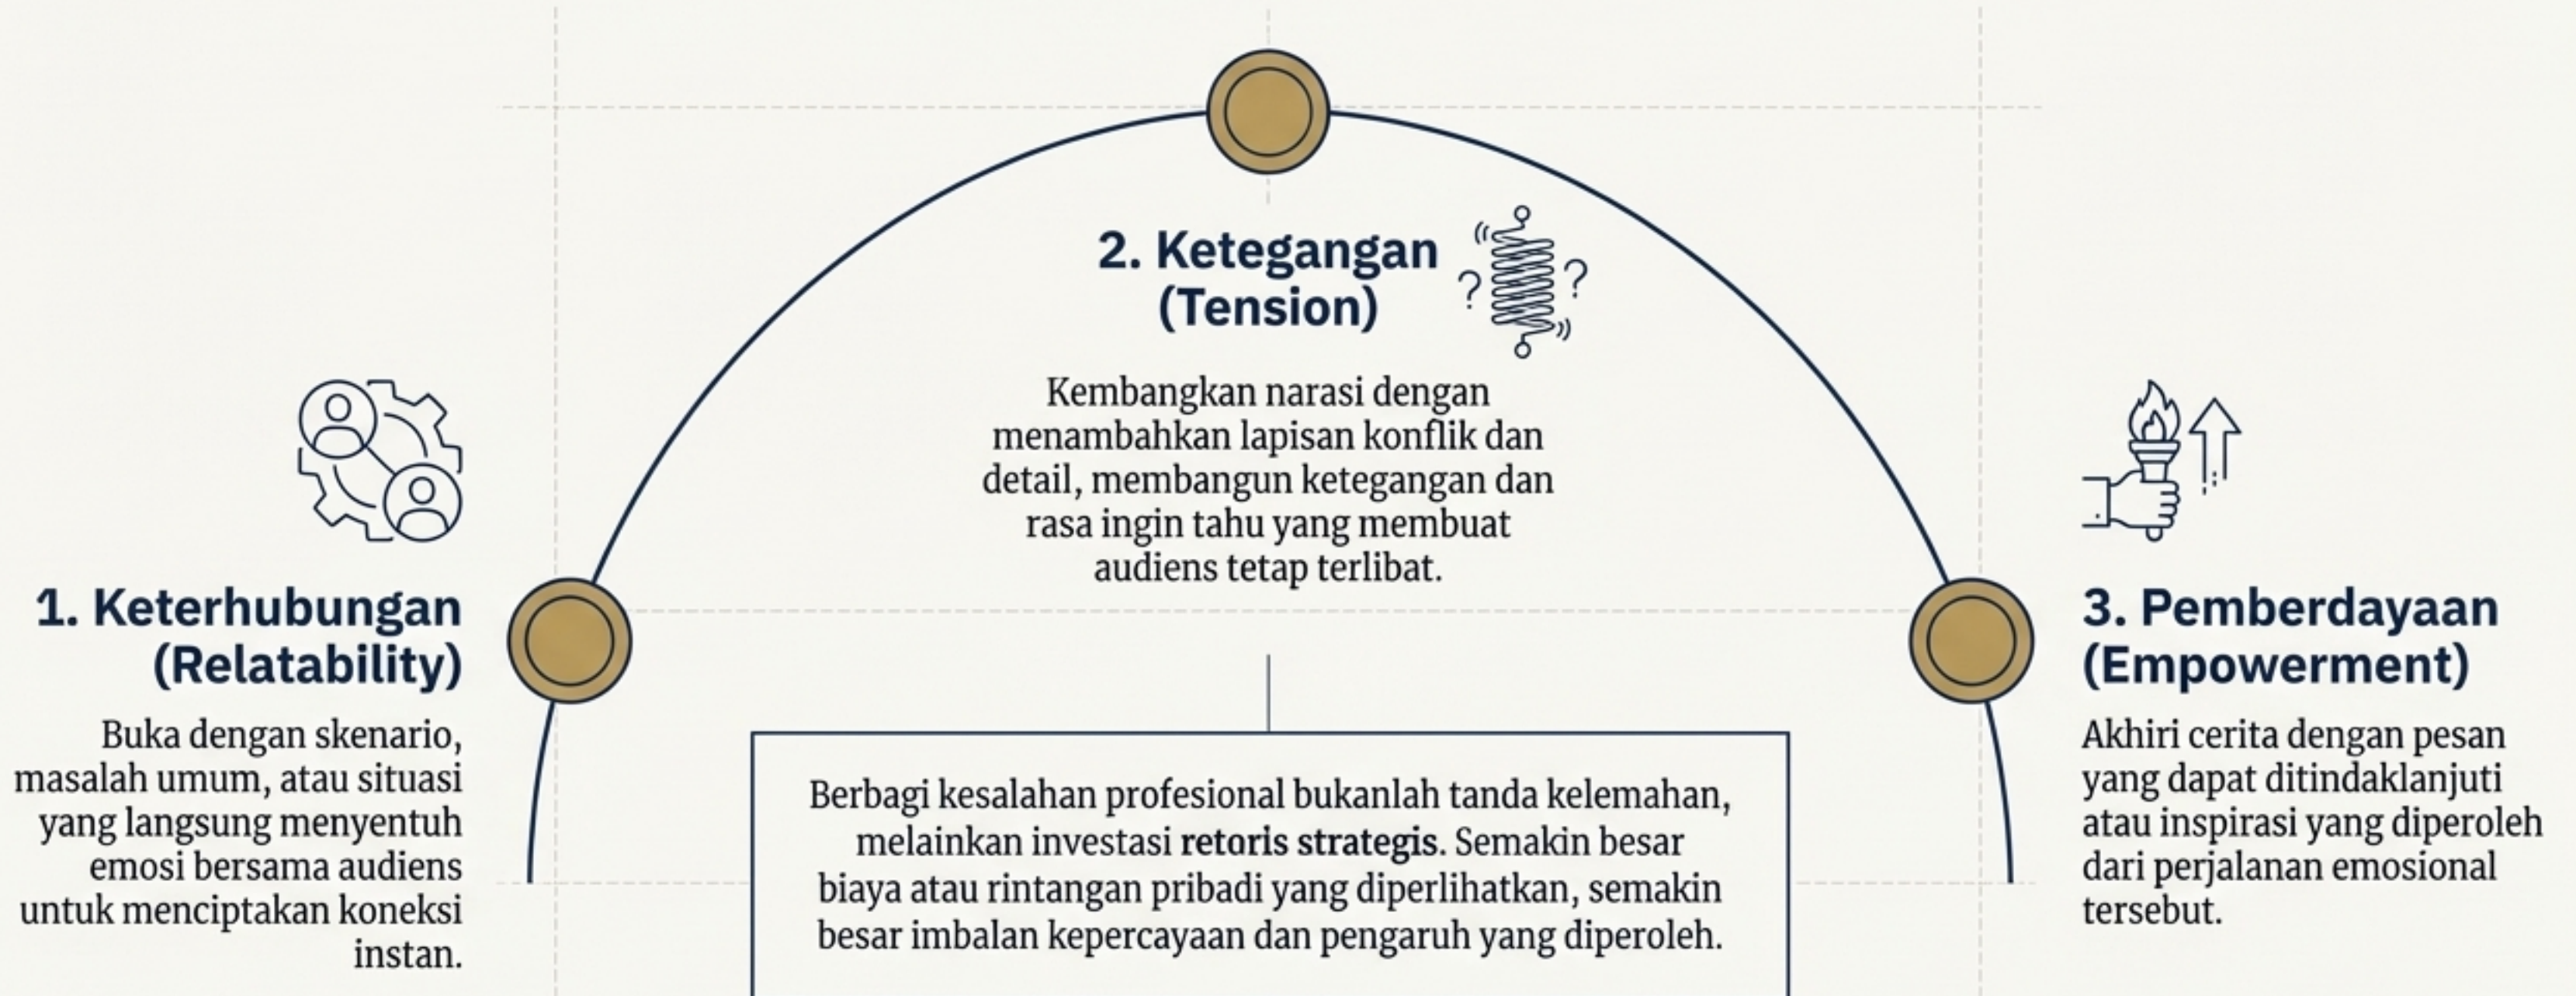 1. Keterhubungan
(Relatability)
Buka dengan skenario,
masalah umum, atau situasi
yang langsung menyentuh
emosi bersama audiens
untuk menciptakan koneksi
instan.
2. Ketegangan
(Tension)
? ?
Kembangkan narasi dengan
menambahkan lapisan konflik dan
detail, membangun ketegangan dan
rasa ingin tahu yang membuat
audiens tetap terlibat.
3. Pemberdayaan
(Empowerment)
Akhiri cerita dengan pesan
yang dapat ditindaklanjuti
atau inspirasi yang diperoleh
dari perjalanan emosional
tersebut.
Berbagi kesalahan profesional bukanlah tanda kelemahan,
melainkan investasi retoris strategis. Semakin besar
biaya atau rintangan pribadi yang diperlihatkan, semakin
besar imbalan kepercayaan dan pengaruh yang diperoleh.